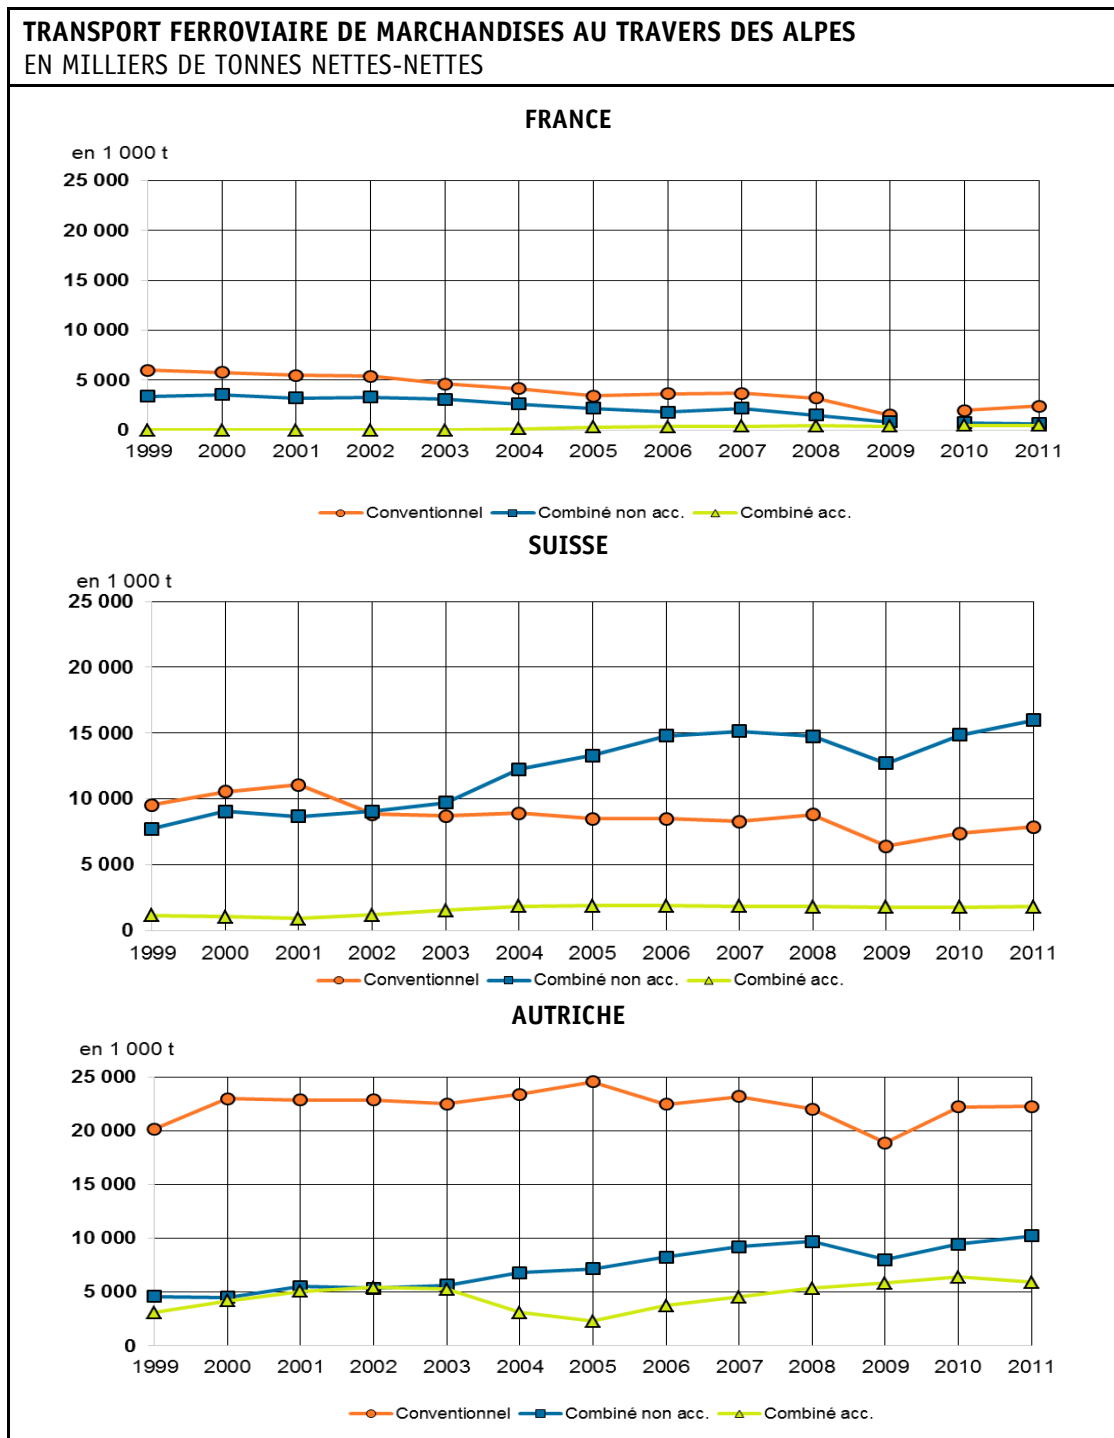 TRANSPORT FERROVIAIRE DE MARCHANDISES AU TRAVERS DES ALPES
EN MILLIERS DE TONNES NETTES-NETTES
FRANCE
en 1 000 t
25 000
20 000
15 000
10 000
5 000
0
1999 2000 2001 2002 2003 2004 2005 2006 2007 2008 2009 2010 2011
Conventionnel Combiné non acc. Combiné acc.
SUISSE
en 1 000 t
25 000
20 000
15 000
10 000
5 000
0
1999 2000 2001 2002 2003 2004 2005 2006 2007 2008 2009 2010 2011
Conventionnel Combiné non acc. Combiné acc.
AUTRICHE
en 1 000 t
25 000
20 000
15 000
10 000
5 000
0
1999 2000 2001 2002 2003 2004 2005 2006 2007 2008 2009 2010 2011
Conventionnel Combiné non acc. Combiné acc.